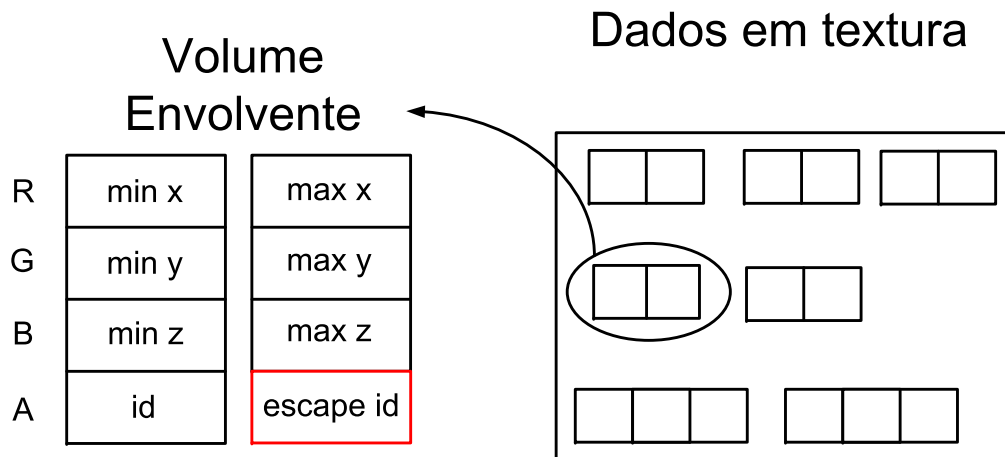 Volume
Envolvente
Dados em textura
R
min x
max x
G
min y
max y
B
min z
max z
A
id
escape id